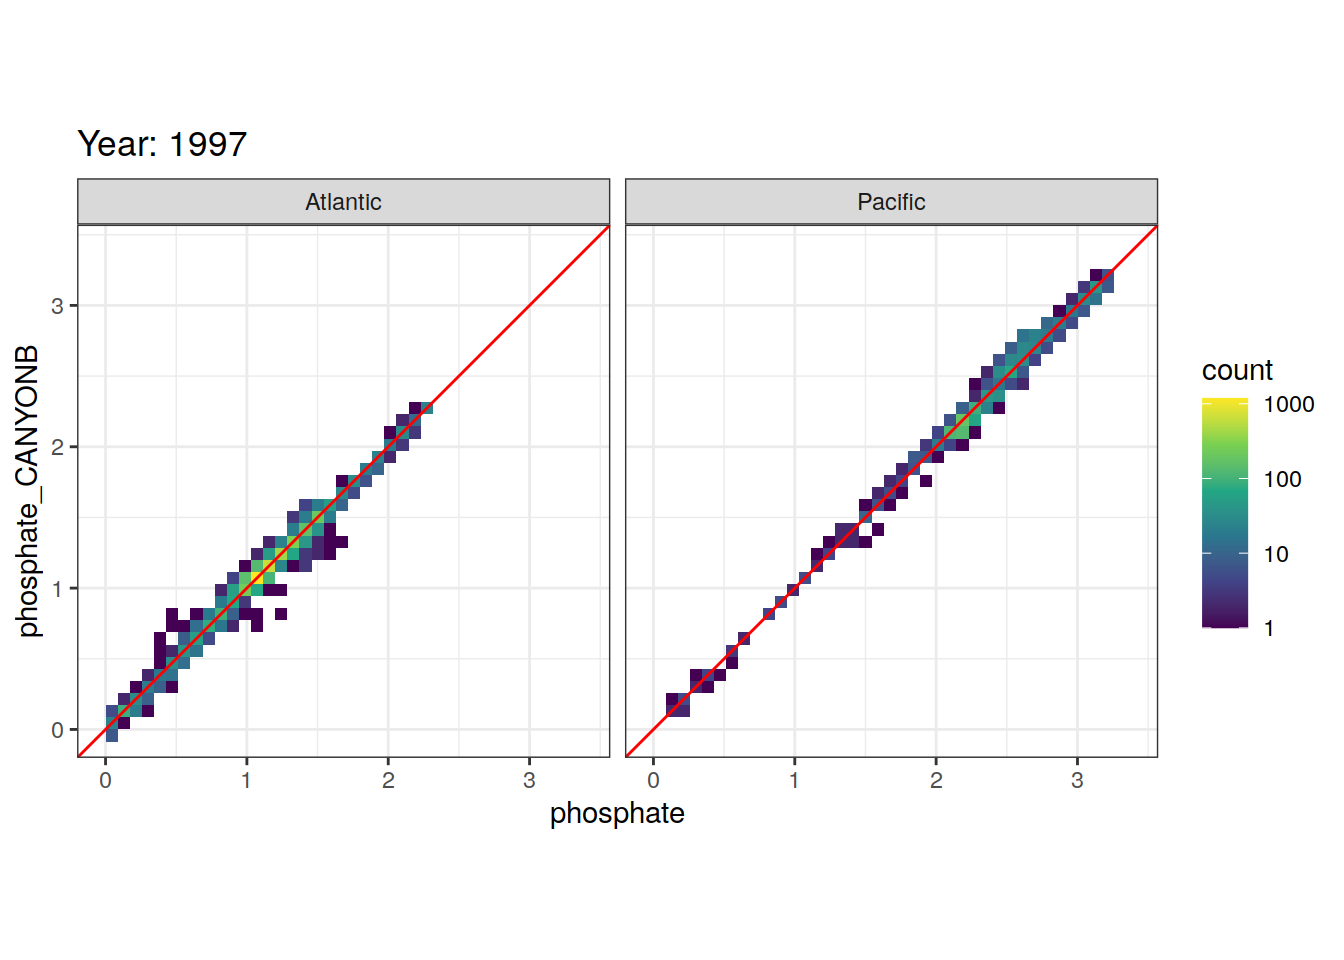 Year: 1997
Atlantic
Pacific
phosphate_CANYONB
3
2
1
0
0 1 2 3
0 1 2 3
phosphate
count
1000
100
10
1